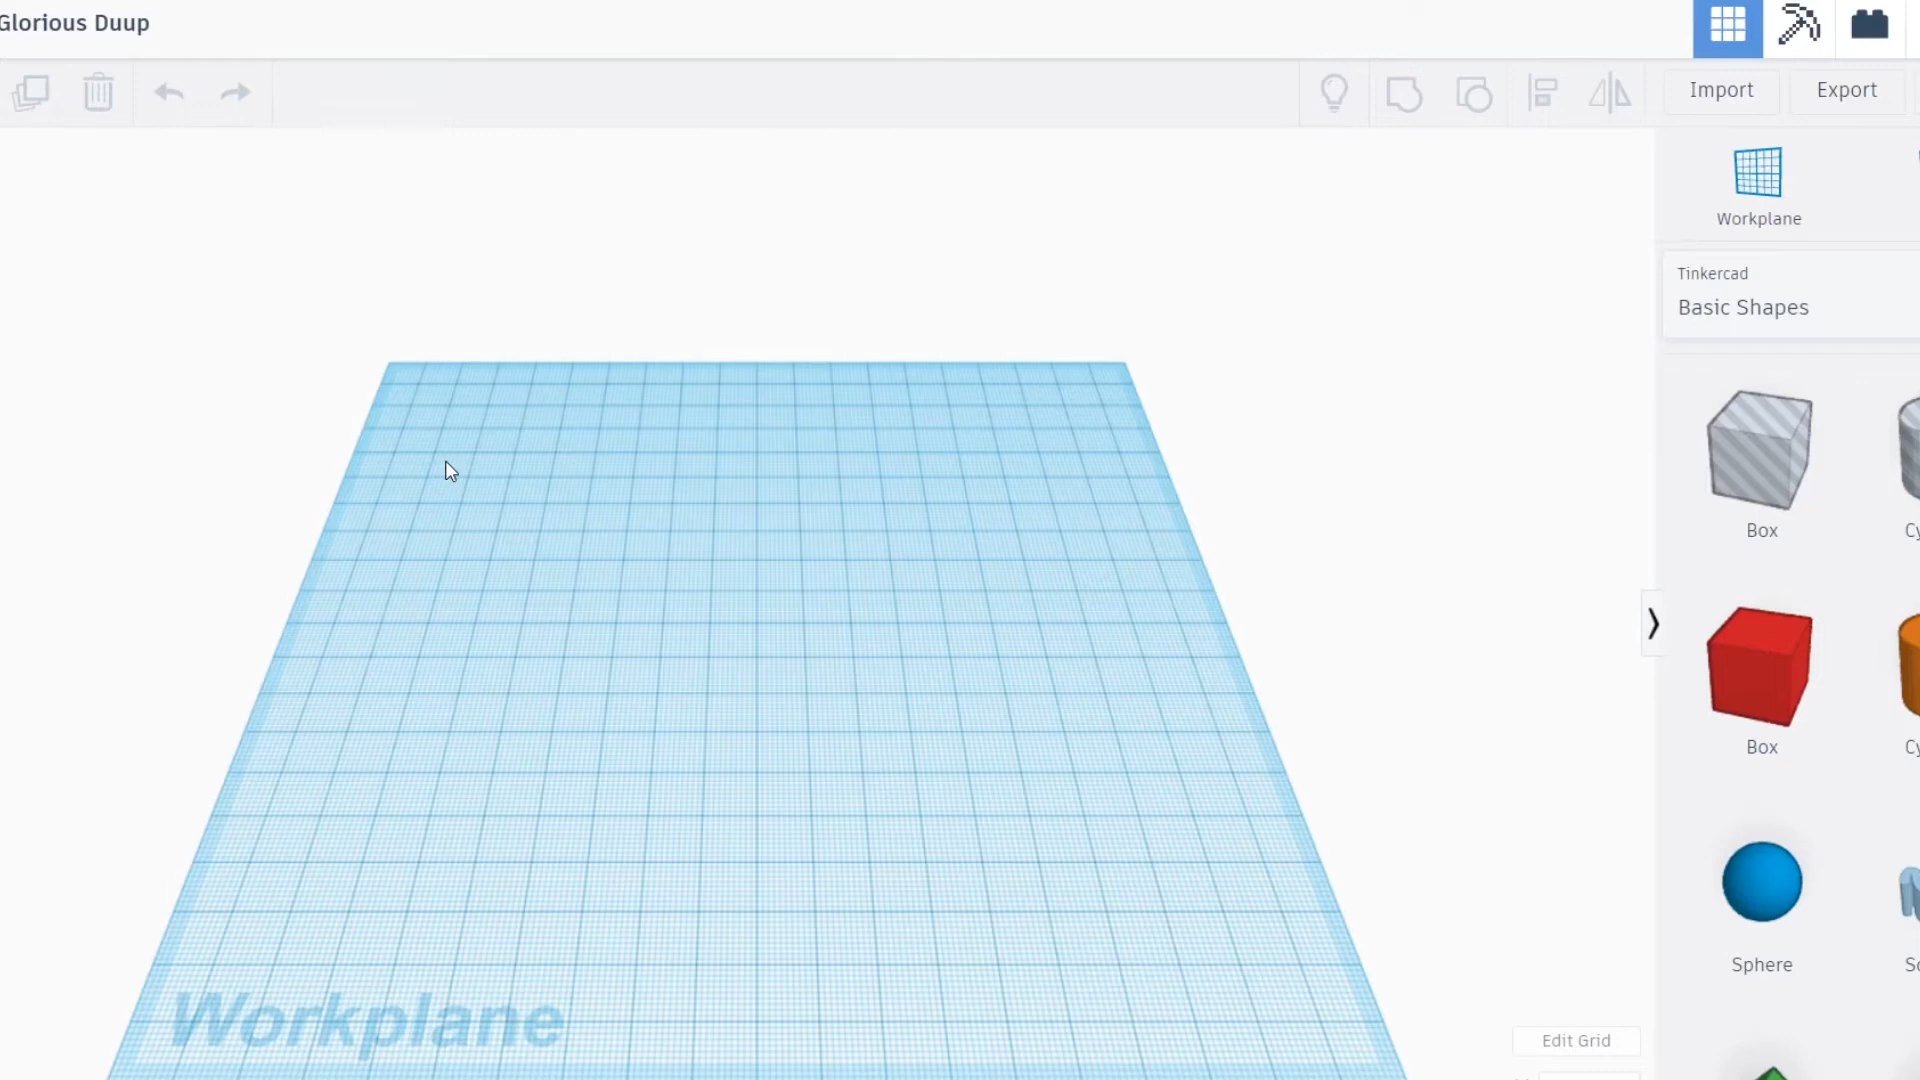 Glorious Duup
Import
Export
Workplane
Tinkercad
Basic Shapes
Box
Box
Sphere
Workplane
Edit Grid